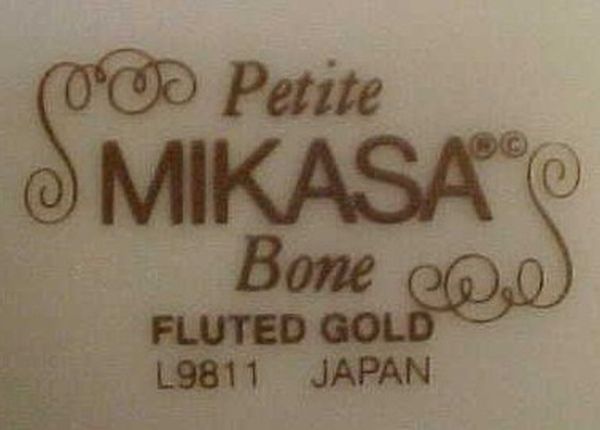 Petite
MIKASA®©
Bone
FLUTED GOLD
L9811 JAPAN